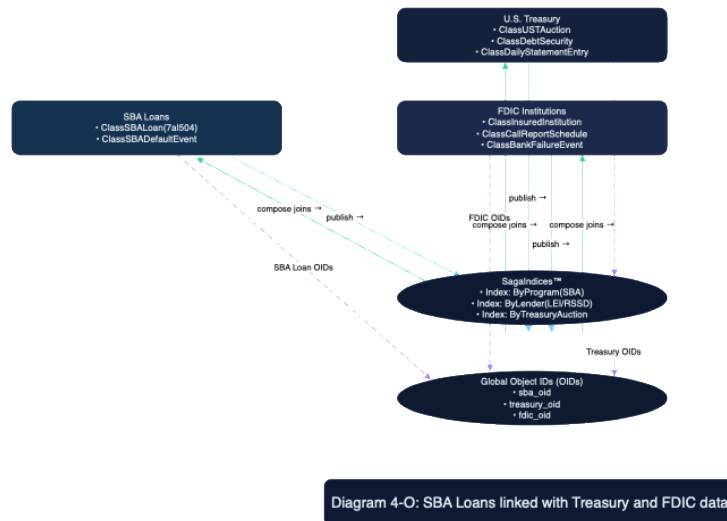 U.S. Treasury
• ClassUSTAuction
• ClassDebtSecurity
• ClassDailyStatementEntry
SBA Loans
• ClassSBALoan(7aI504)
• ClassSBADefaultEvent
FDIC Institutions
• ClassInsuredInstitution
• ClassCallReportSchedule
• ClassBankFailureEvent
publish →
compose joins →
publish →
FDIC OIDs
compose joins →
compose joins →
publish →
SBA Loan OIDs
SagaIndices™
• Index: ByProgram(SBA)
• Index: ByLender(LEI/RSSD)
• Index: ByTreasuryAuction
Treasury OIDs
Global Object IDs (OIDs)
• sba_oid
• treasury_oid
• fdic_oid
Diagram 4-O: SBA Loans linked with Treasury and FDIC data